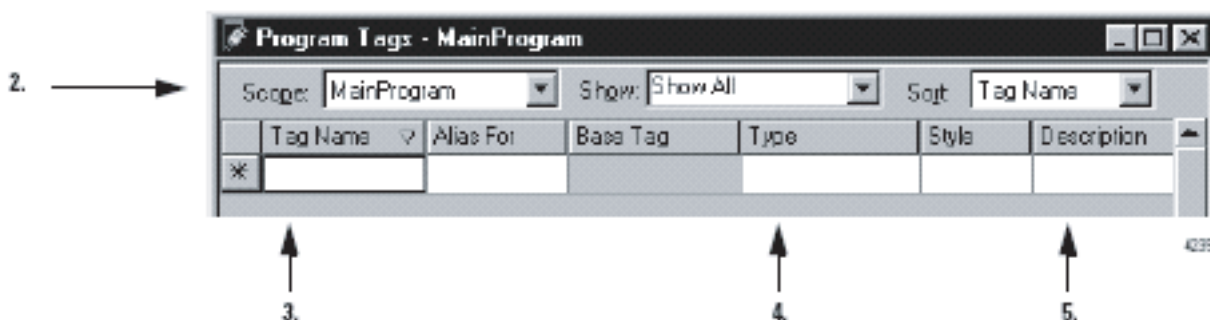 Program Tags - MainProgram
2.
Scope: MainProgram Show: Show All Sort: Tag Name
Tag Name Alias For Base Tag Type Style Description
*
3. 4. 5.